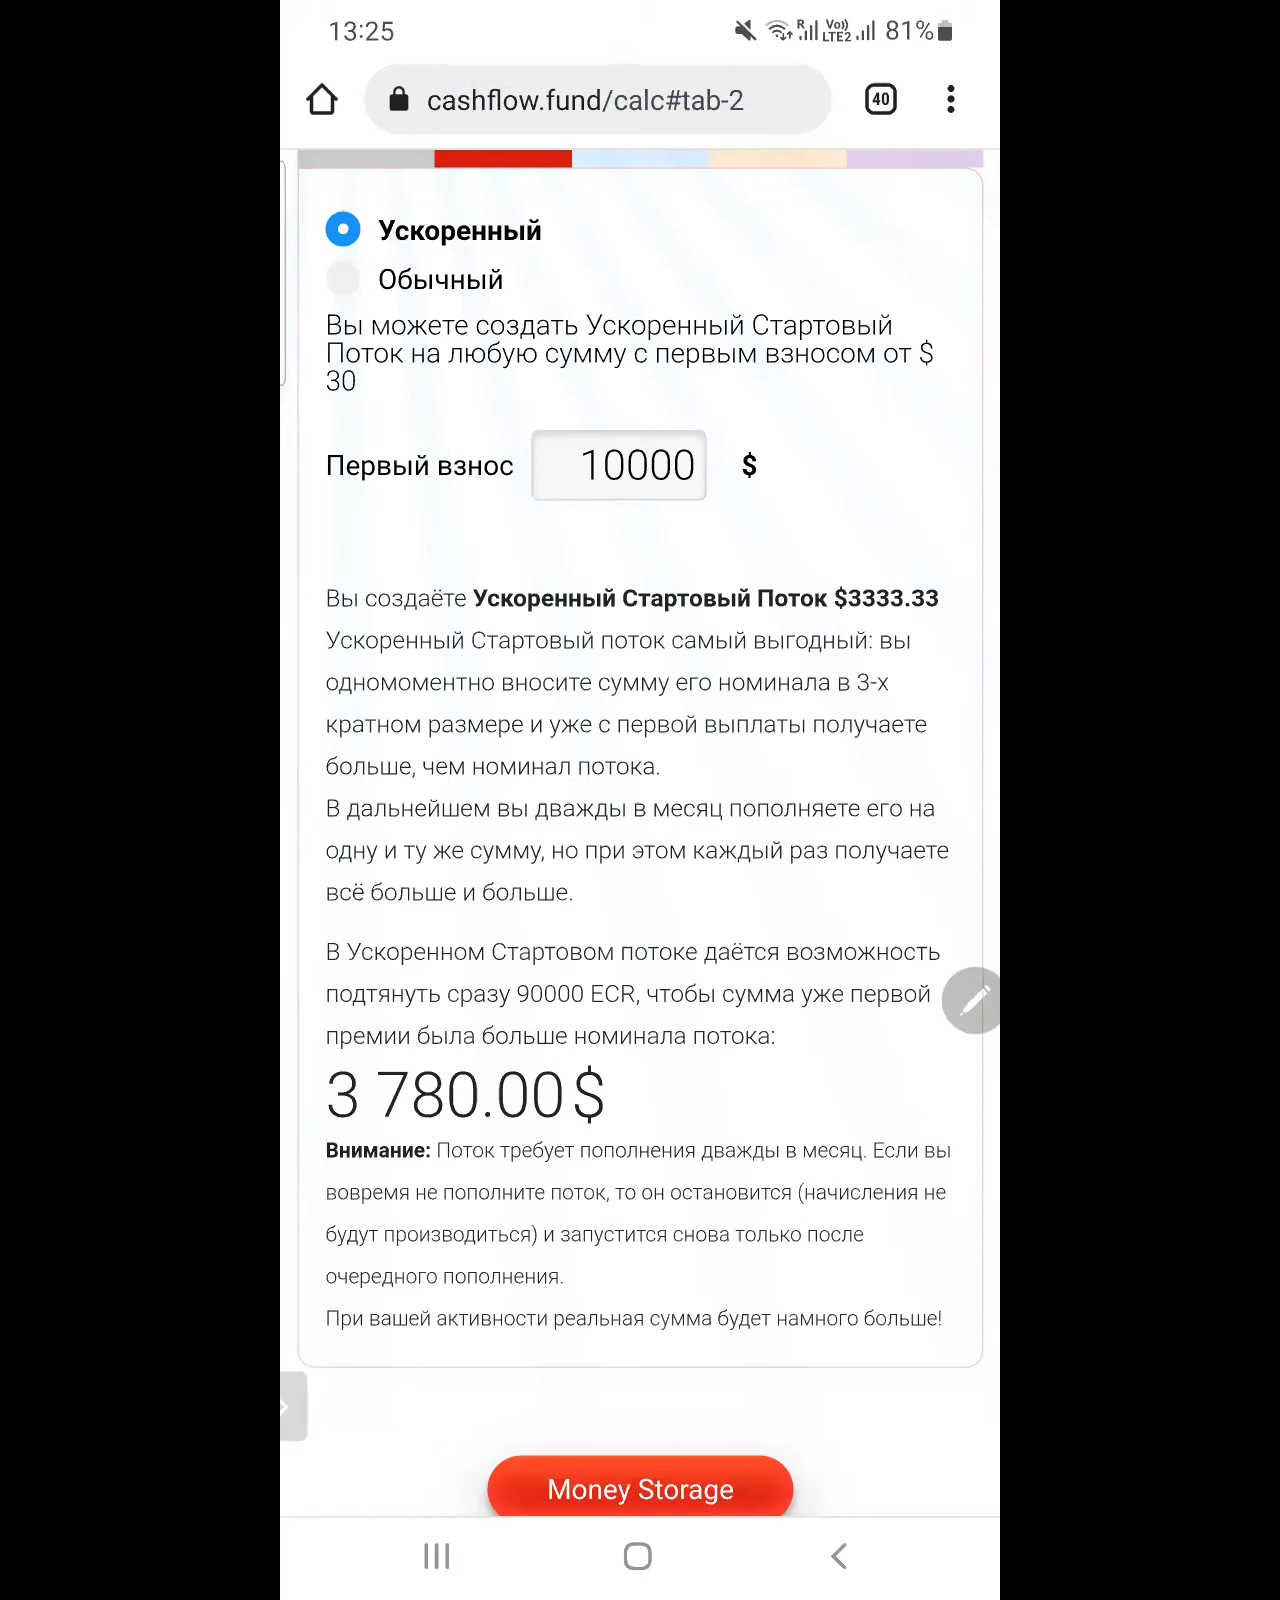 13:25
R Vo)) LTE2 81%
cashflow.fund/calc#tab-2
40
Ускоренный
Обычный
Вы можете создать Ускоренный Стартовый
Поток на любую сумму с первым взносом от $
30
Первый взнос 10000 $
Вы создаёте Ускоренный Стартовый Поток $3333.33
Ускоренный Стартовый поток самый выгодный: вы
одномоментно вносите сумму его номинала в 3-х
кратном размере и уже с первой выплаты получаете
больше, чем номинал потока.
В дальнейшем вы дважды в месяц пополняете его на
одну и ту же сумму, но при этом каждый раз получаете
всё больше и больше.
В Ускоренном Стартовом потоке даётся возможность
подтянуть сразу 90000 ECR, чтобы сумма уже первой
премии была больше номинала потока:
3 780.00$
Внимание: Поток требует пополнения дважды в месяц. Если вы
вовремя не пополните поток, то он остановится (начисления не
будут производиться) и запустится снова только после
очередного пополнения.
При вашей активности реальная сумма будет намного больше!
Money Storage